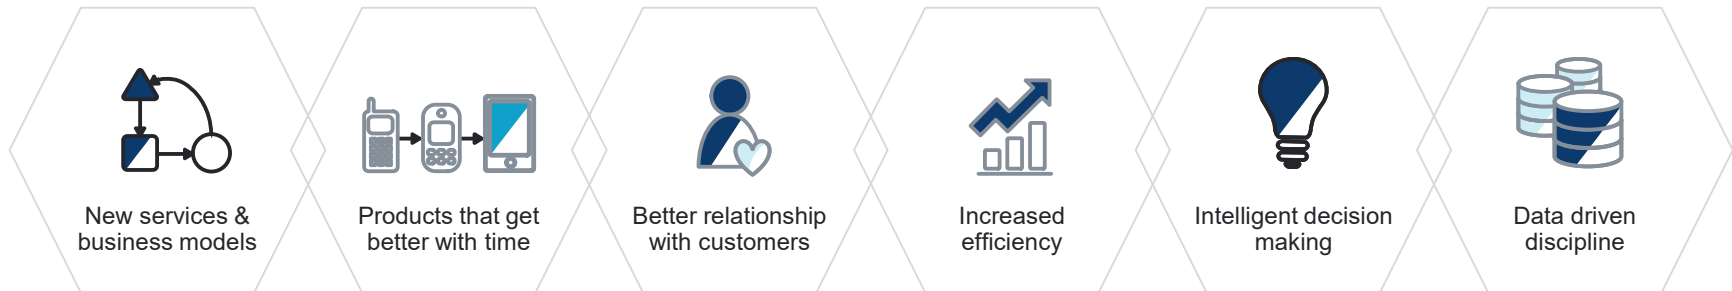 New services &
business models
Products that get
better with time
Better relationship
with customers
Increased
efficiency
Intelligent decision
making
Data driven
discipline